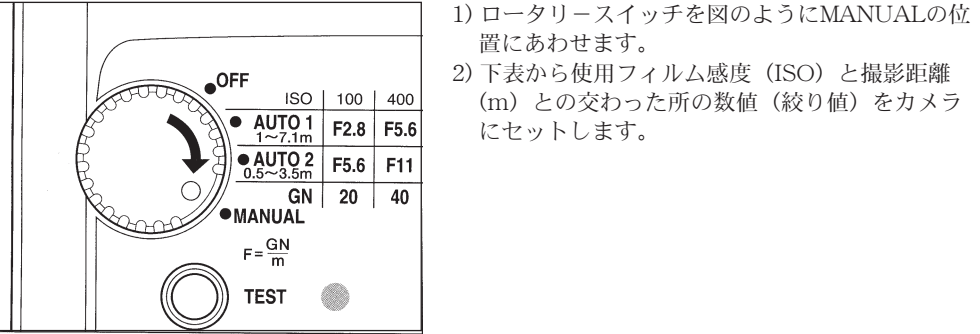 OFF
ISO 100 400
AUTO 1 F2.8 F5.6
1～7.1m
AUTO 2 F5.6 F11
0.5～3.5m
GN 20 40
MANUAL
F=GN/m
TEST
1) ロータリースイッチを図のようにMANUALの位
置にあわせます。
2) 下表から使用フィルム感度（ISO）と撮影距離
（m）との交わった所の数値（絞り値）をカメラ
にセットします。